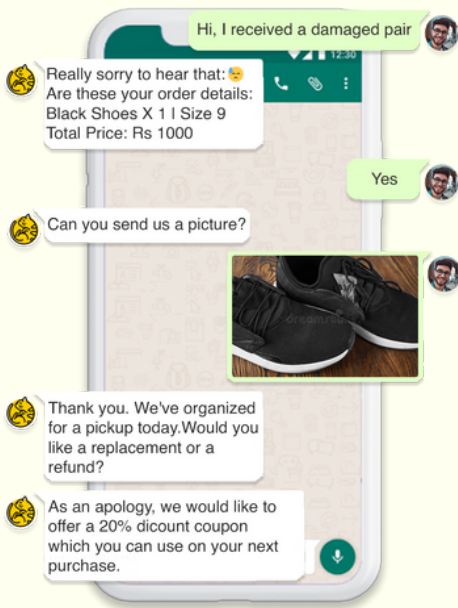 Hi, I received a damaged pair
12:30
Really sorry to hear that:😓
Are these your order details:
Black Shoes X 1 I Size 9
Total Price: Rs 1000
Yes
Can you send us a picture?
dreamstime
Thank you. We've organized
for a pickup today.Would you
like a replacement or a
refund?
As an apology, we would like to
offer a 20% dicount coupon
which you can use on your next
purchase.